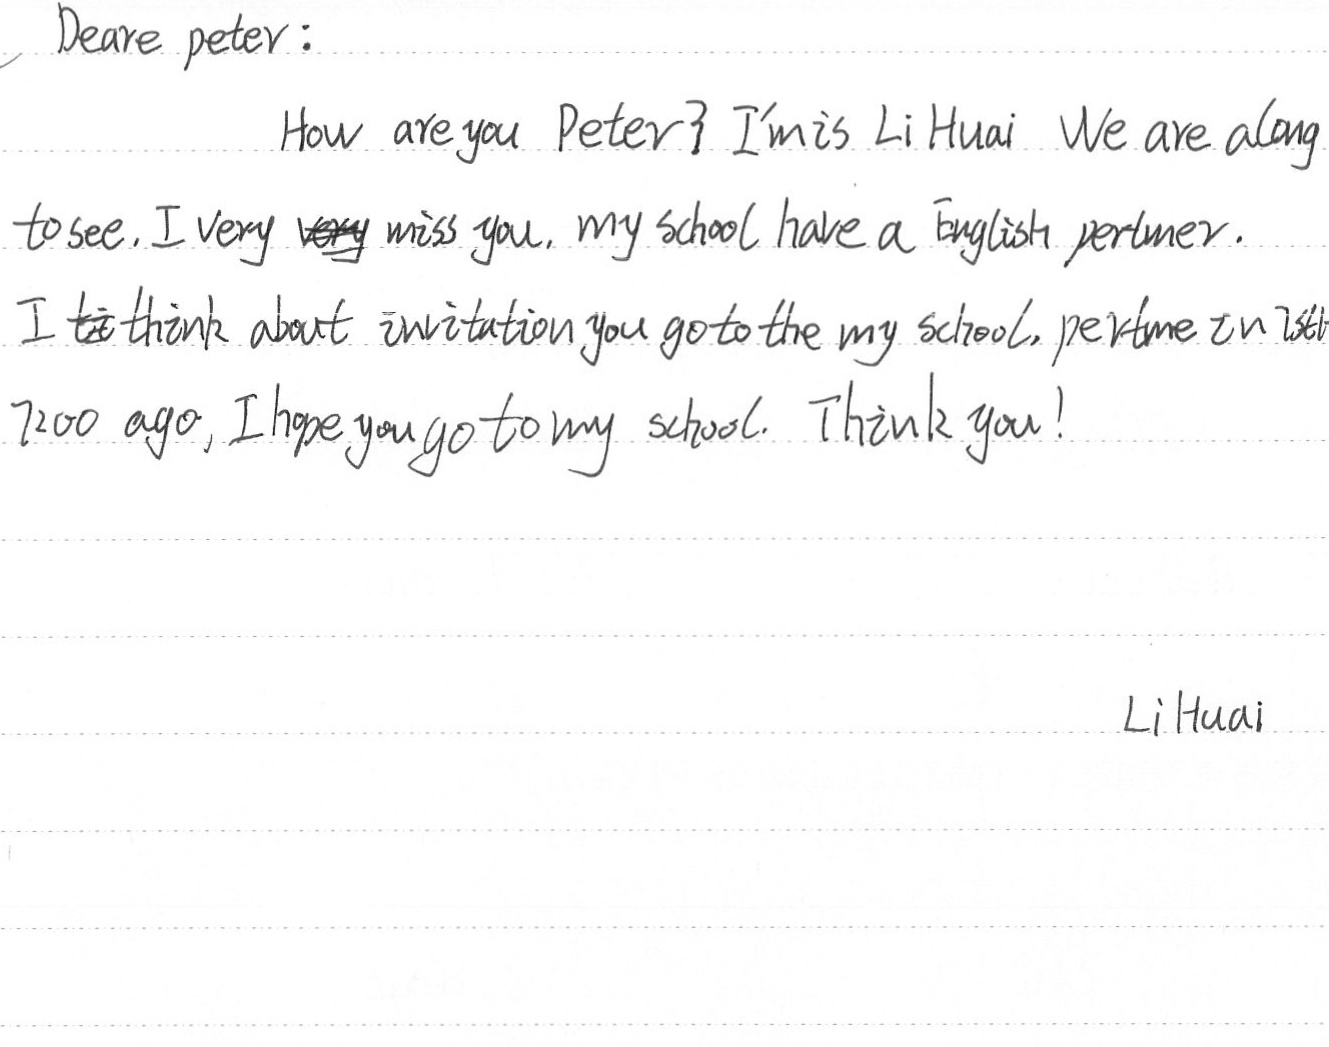 Deare peter:
How are you Peter? I'm is Li Huai We are along
to see. I very miss you. my school have a English pertmer.
I think about invitation you go to the my school. pertme in
7:00 ago, I hope you go to my school. Think you!
Li Huai